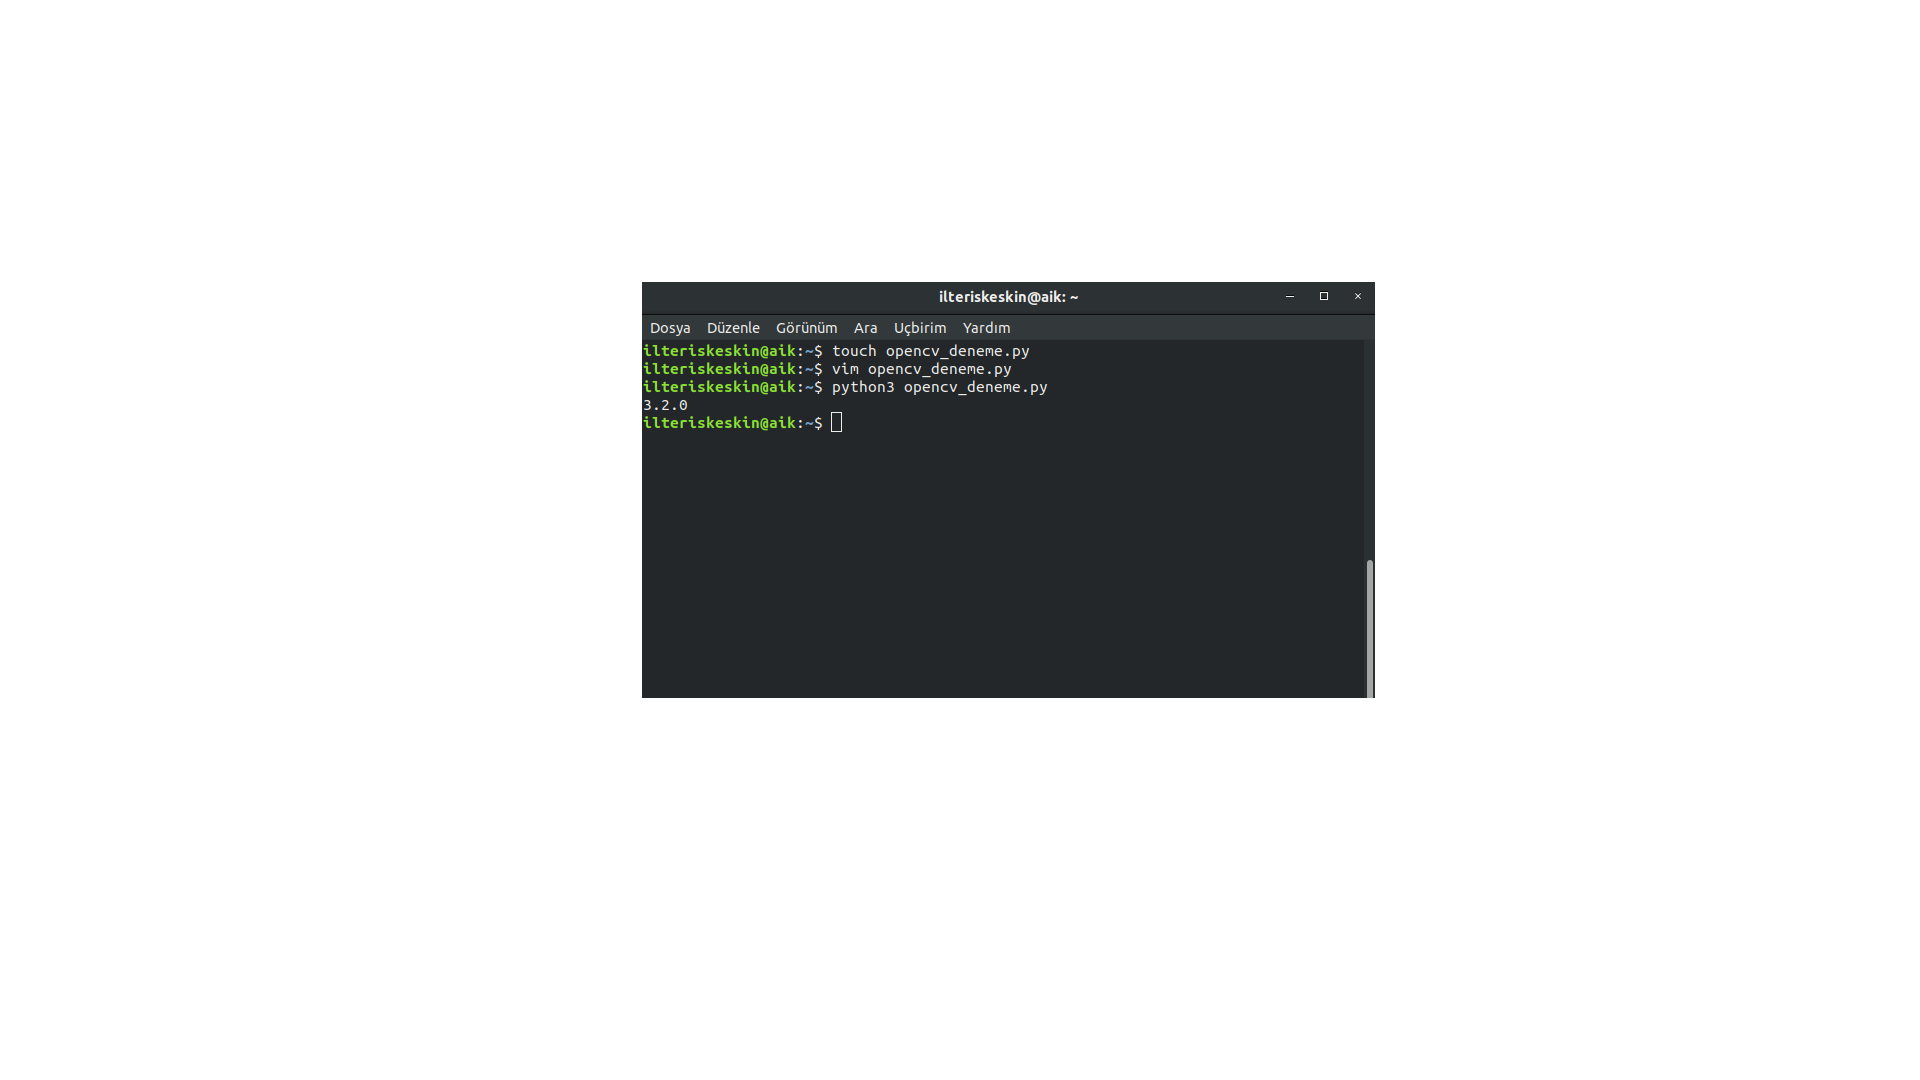 ilteriskeskin@aik: ~
Dosya Düzenle Görünüm Ara Uçbirim Yardım
ilteriskeskin@aik:~$ touch opencv_deneme.py
ilteriskeskin@aik:~$ vim opencv_deneme.py
ilteriskeskin@aik:~$ python3 opencv_deneme.py
3.2.0
ilteriskeskin@aik:~$